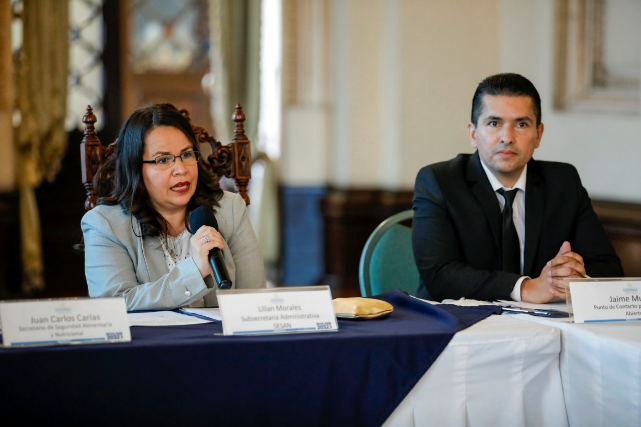 Juan Carlos Carías
Secretario de Seguridad Alimentaria
y Nutricional
Lilian Morales
Subsecretaria Administrativa
SESAN
Jaime Mu
Punto de Contacto p
Abierto